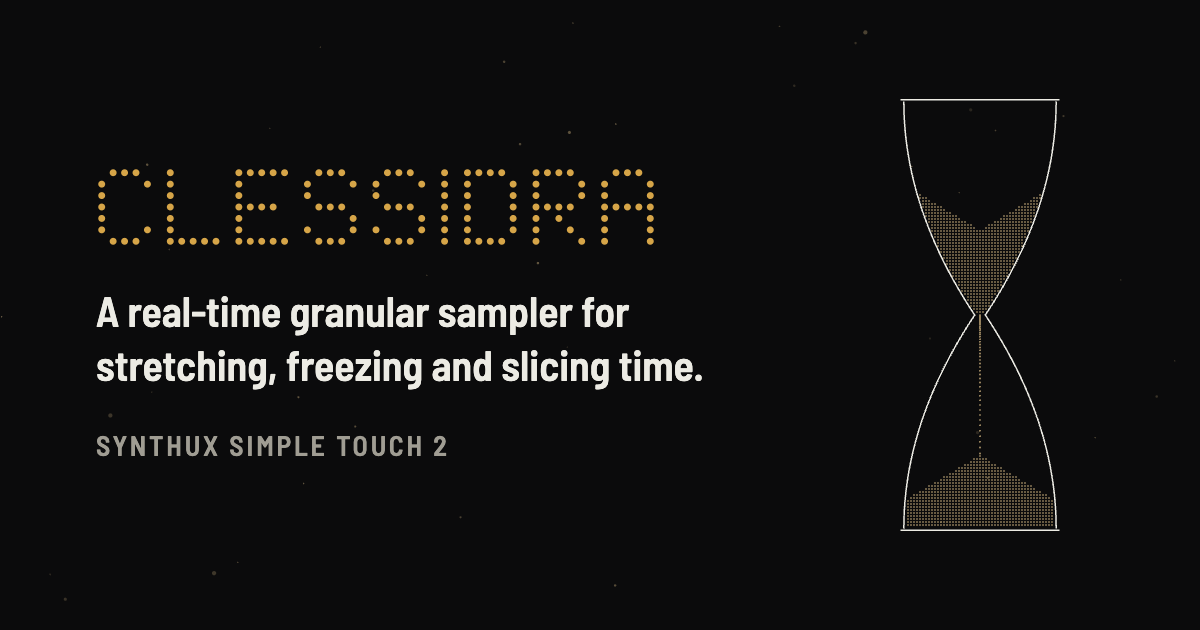 CLESSIDRA
A real-time granular sampler for
stretching, freezing and slicing time.
SYNTHUX SIMPLE TOUCH 2